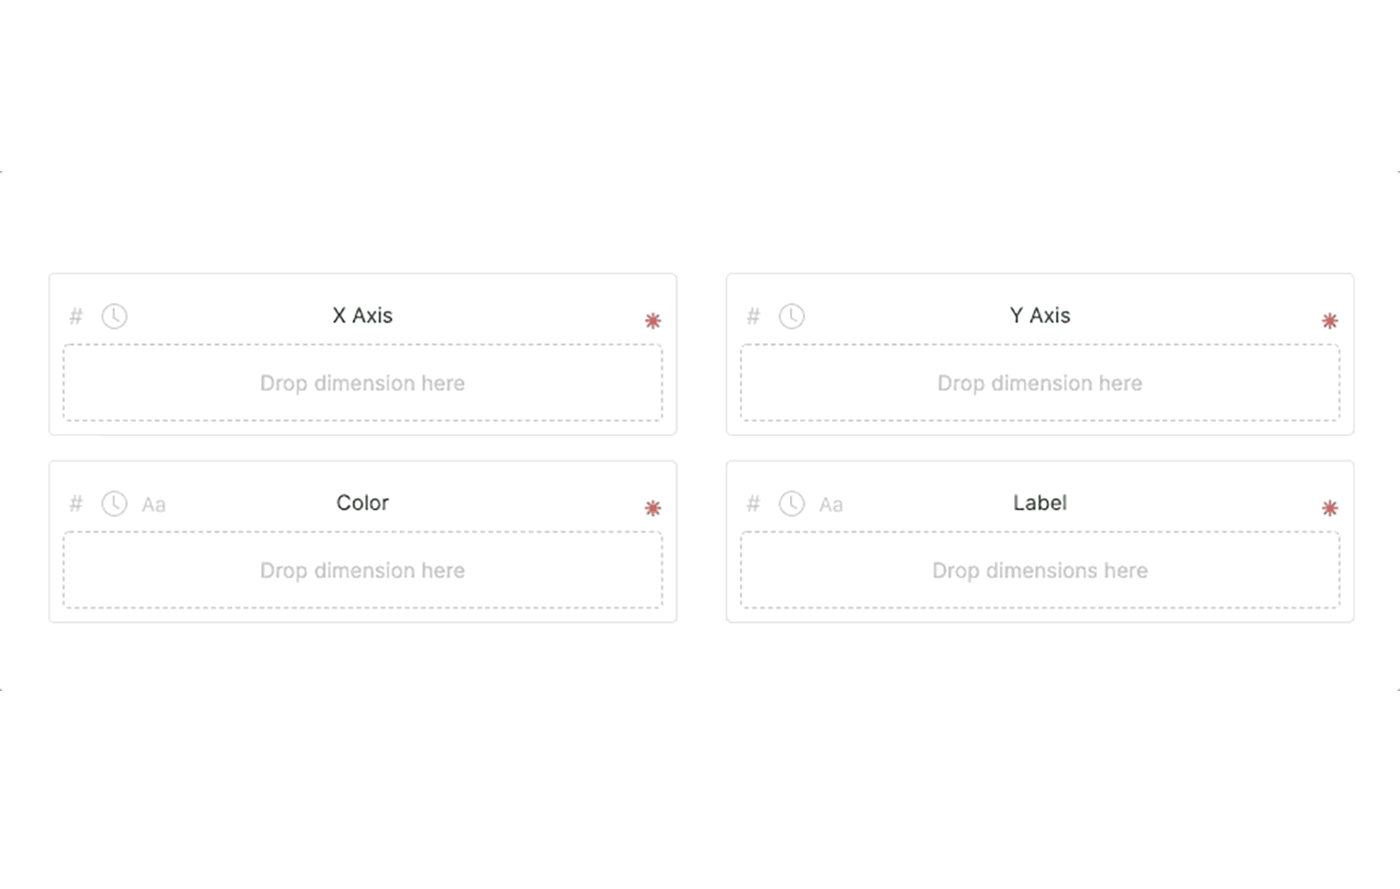 # X Axis *
Drop dimension here
# Y Axis *
Drop dimension here
# Aa Color *
Drop dimension here
# Aa Label *
Drop dimensions here